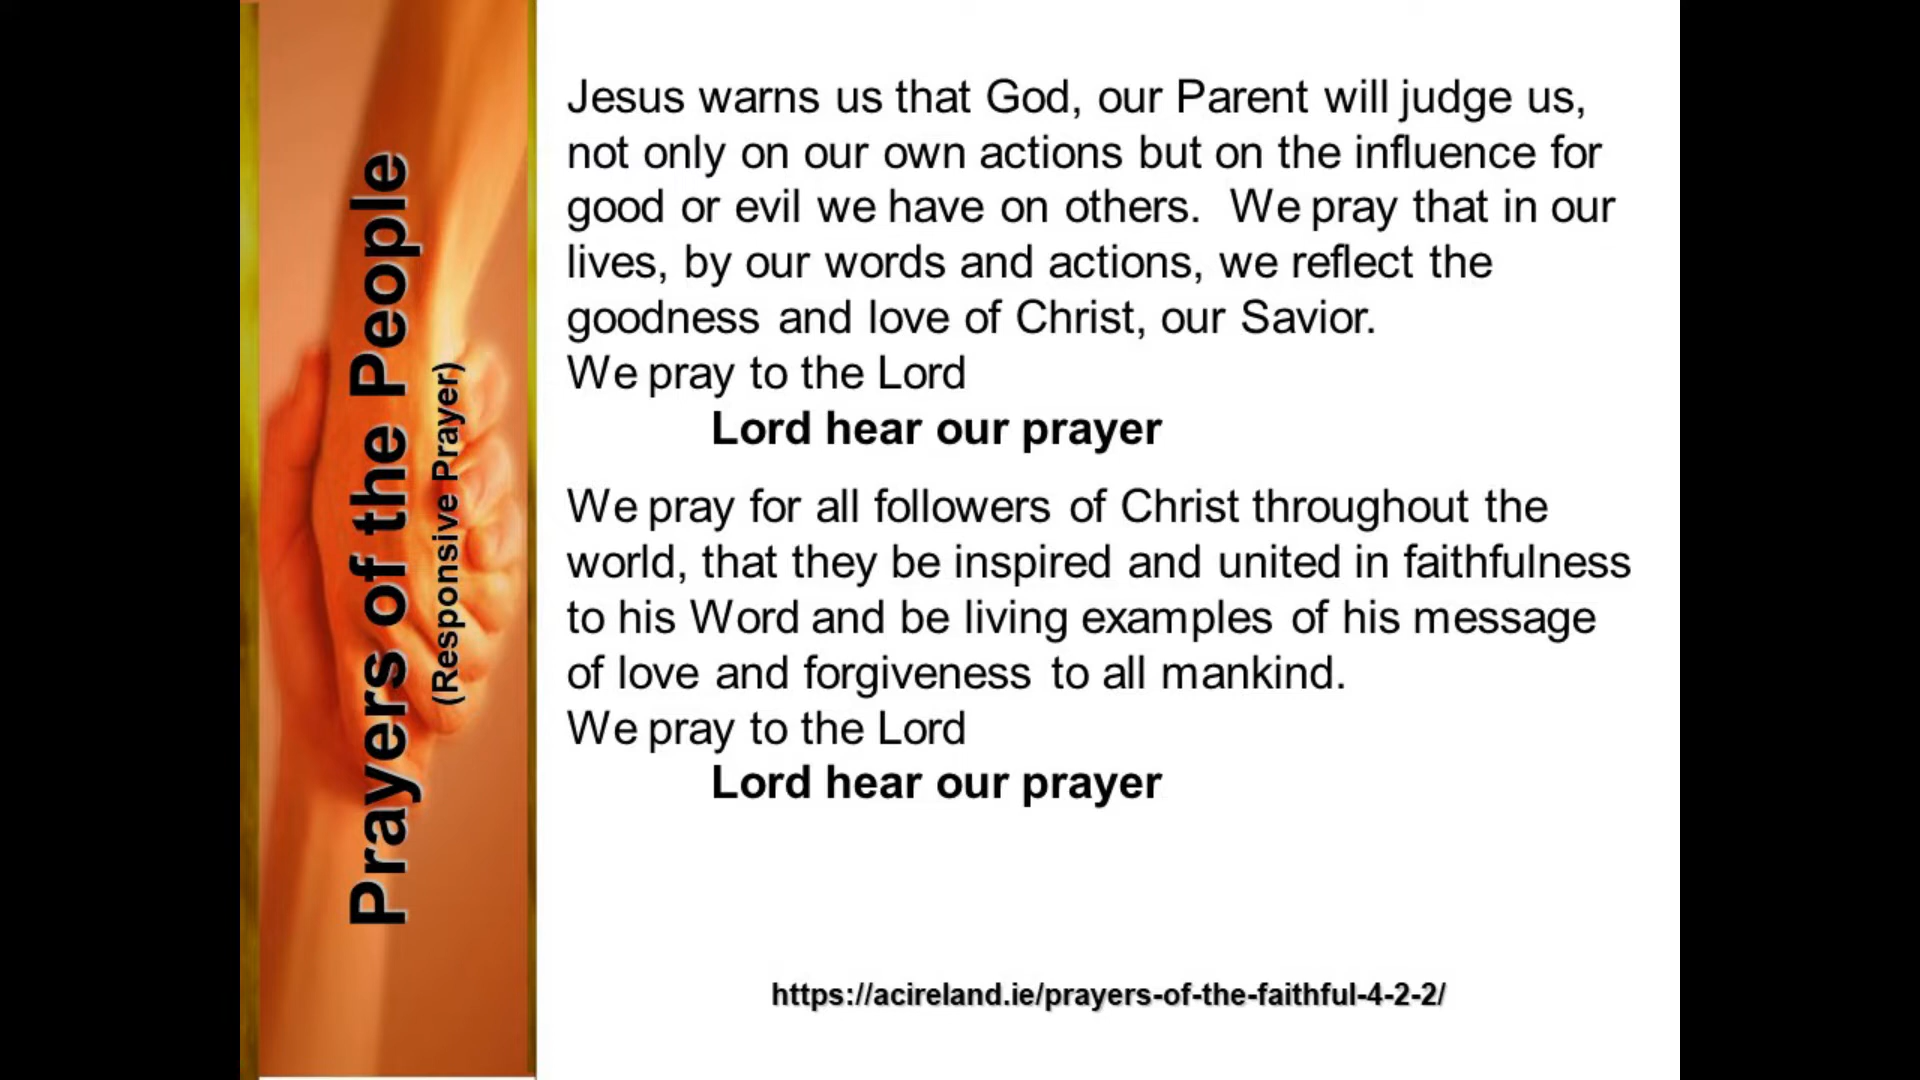 Prayers of the People
(Responsive Prayer)
Jesus warns us that God, our Parent will judge us,
not only on our own actions but on the influence for
good or evil we have on others.  We pray that in our
lives, by our words and actions, we reflect the
goodness and love of Christ, our Savior.
We pray to the Lord
Lord hear our prayer
We pray for all followers of Christ throughout the
world, that they be inspired and united in faithfulness
to his Word and be living examples of his message
of love and forgiveness to all mankind.
We pray to the Lord
Lord hear our prayer
https://acireland.ie/prayers-of-the-faithful-4-2-2/